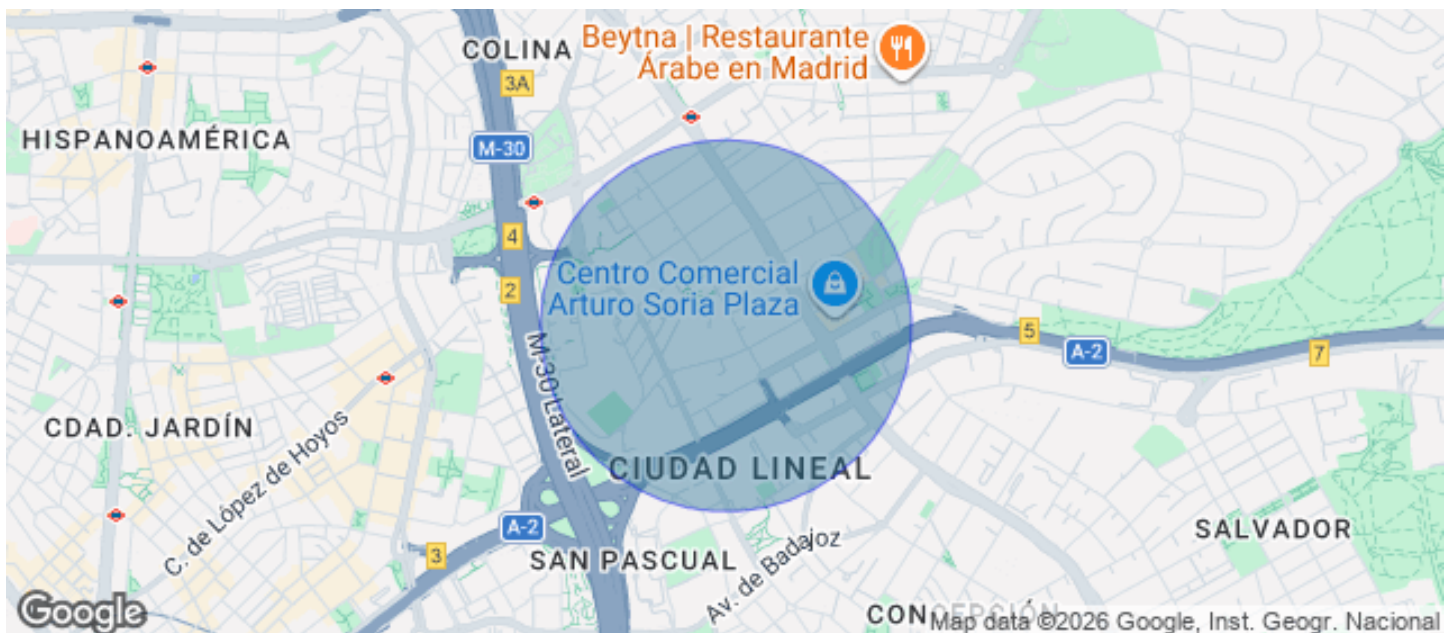 COLINA
Beytna | Restaurante
Árabe en Madrid
3A
HISPANOAMÉRICA
M-30
4
2
Centro Comercial
Arturo Soria Plaza
5
A-2
7
M-30 Lateral
CDAD. JARDÍN
C. de López de Hoyos
CIUDAD LINEAL
A-2
3
SAN PASCUAL
SALVADOR
Av. de Badajoz
CONCEPCIÓN
Google
Map data ©2026 Google, Inst. Geogr. Nacional